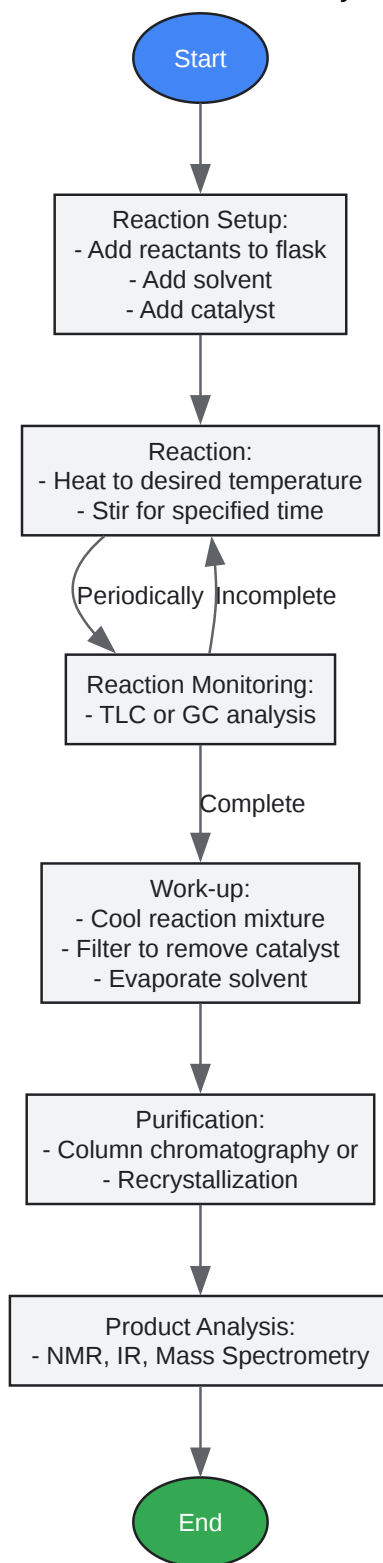 Start
Reaction Setup:
- Add reactants to flask
- Add solvent
- Add catalyst
Reaction:
- Heat to desired temperature
- Stir for specified time
Periodically
Incomplete
Reaction Monitoring:
- TLC or GC analysis
Complete
Work-up:
- Cool reaction mixture
- Filter to remove catalyst
- Evaporate solvent
Purification:
- Column chromatography or
- Recrystallization
Product Analysis:
- NMR, IR, Mass Spectrometry
End